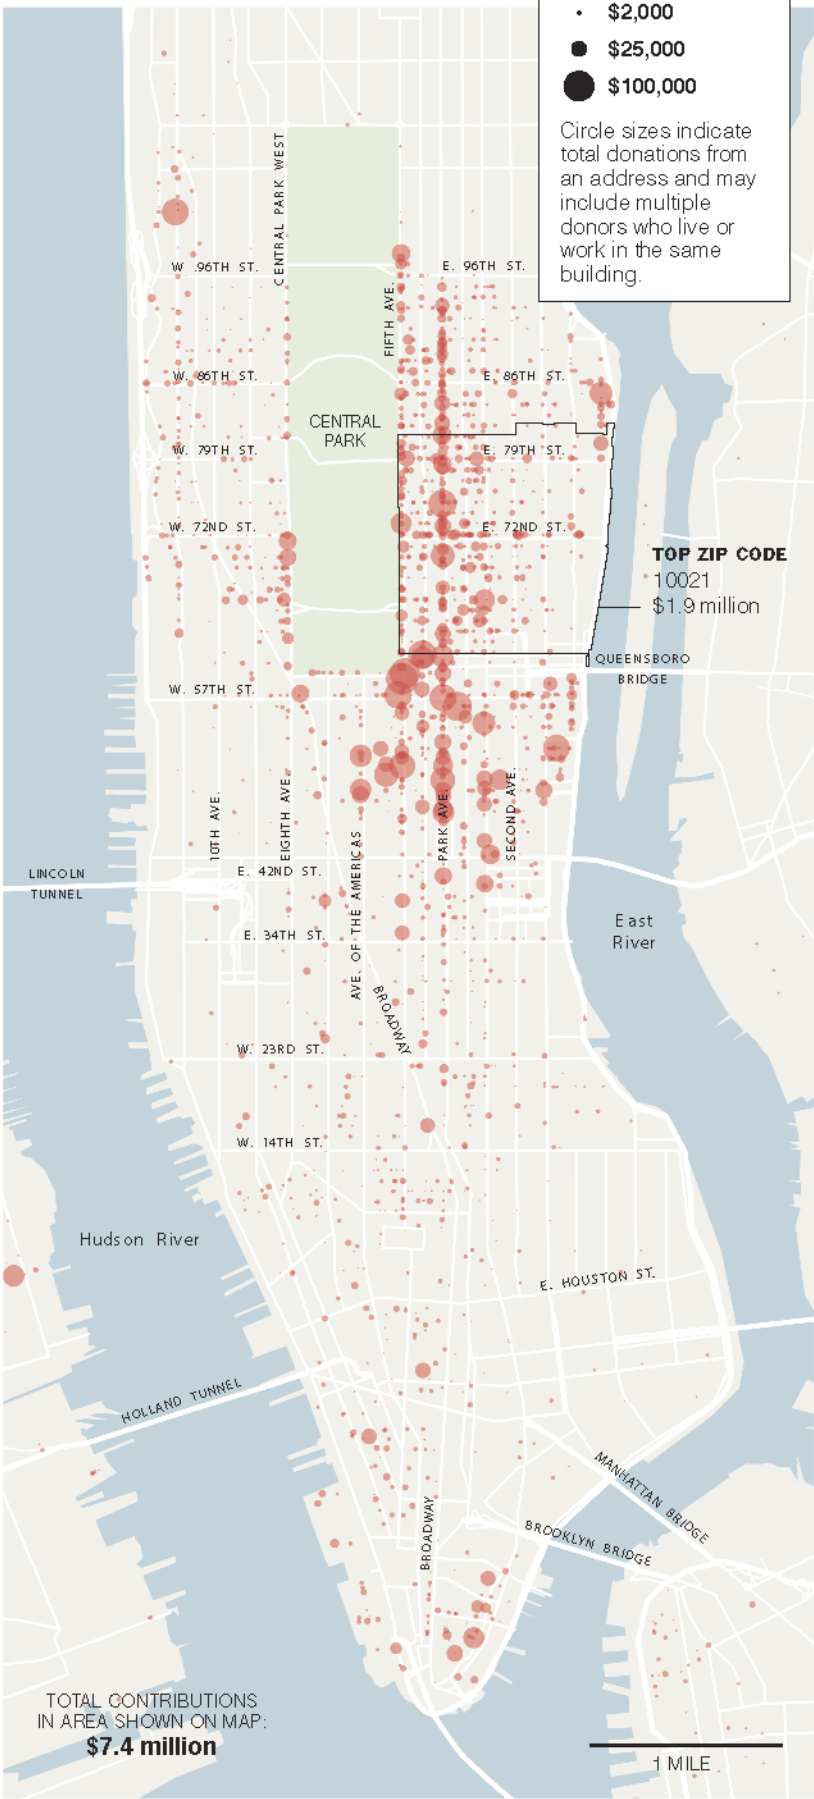 $2,000
$25,000
$100,000
Circle sizes indicate
total donations from
an address and may
include multiple
donors who live or
work in the same
building.
CENTRAL PARK WEST
W .96TH ST.
E. 96TH ST.
FIFTH AVE.
W. 86TH ST.
E. 86TH ST.
CENTRAL
PARK
W. 79TH ST.
E. 79TH ST.
W. 72ND ST.
E. 72ND ST.
TOP ZIP CODE
10021
$1.9 million
QUEENSBORO
BRIDGE
W. 57TH ST.
10TH AVE.
EIGHTH AVE.
AVE. OF THE AMERICAS
PARK AVE.
SECOND AVE.
LINCOLN
TUNNEL
E. 42ND ST.
East
River
E. 34TH ST.
BROADWAY
W. 23RD ST.
W. 14TH ST.
Hudson River
E. HOUSTON ST.
HOLLAND TUNNEL
MANHATTAN BRIDGE
BROADWAY
BROOKLYN BRIDGE
TOTAL CONTRIBUTIONS
IN AREA SHOWN ON MAP:
$7.4 million
1 MILE